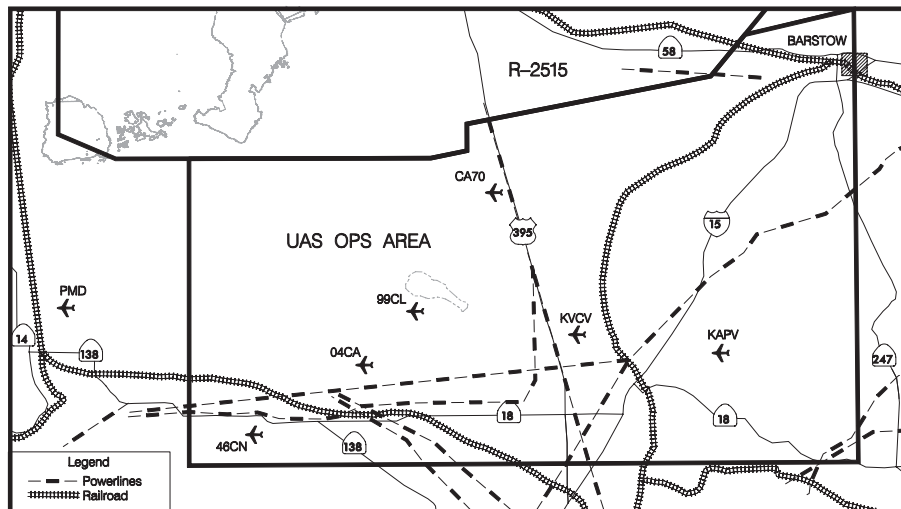 BARSTOW
58
R-2515
CA70
15
395
UAS OPS AREA
PMD
99CL
KVCV
14
138
04CA
KAPV
247
18
18
46CN
138
Legend
Powerlines
Railroad